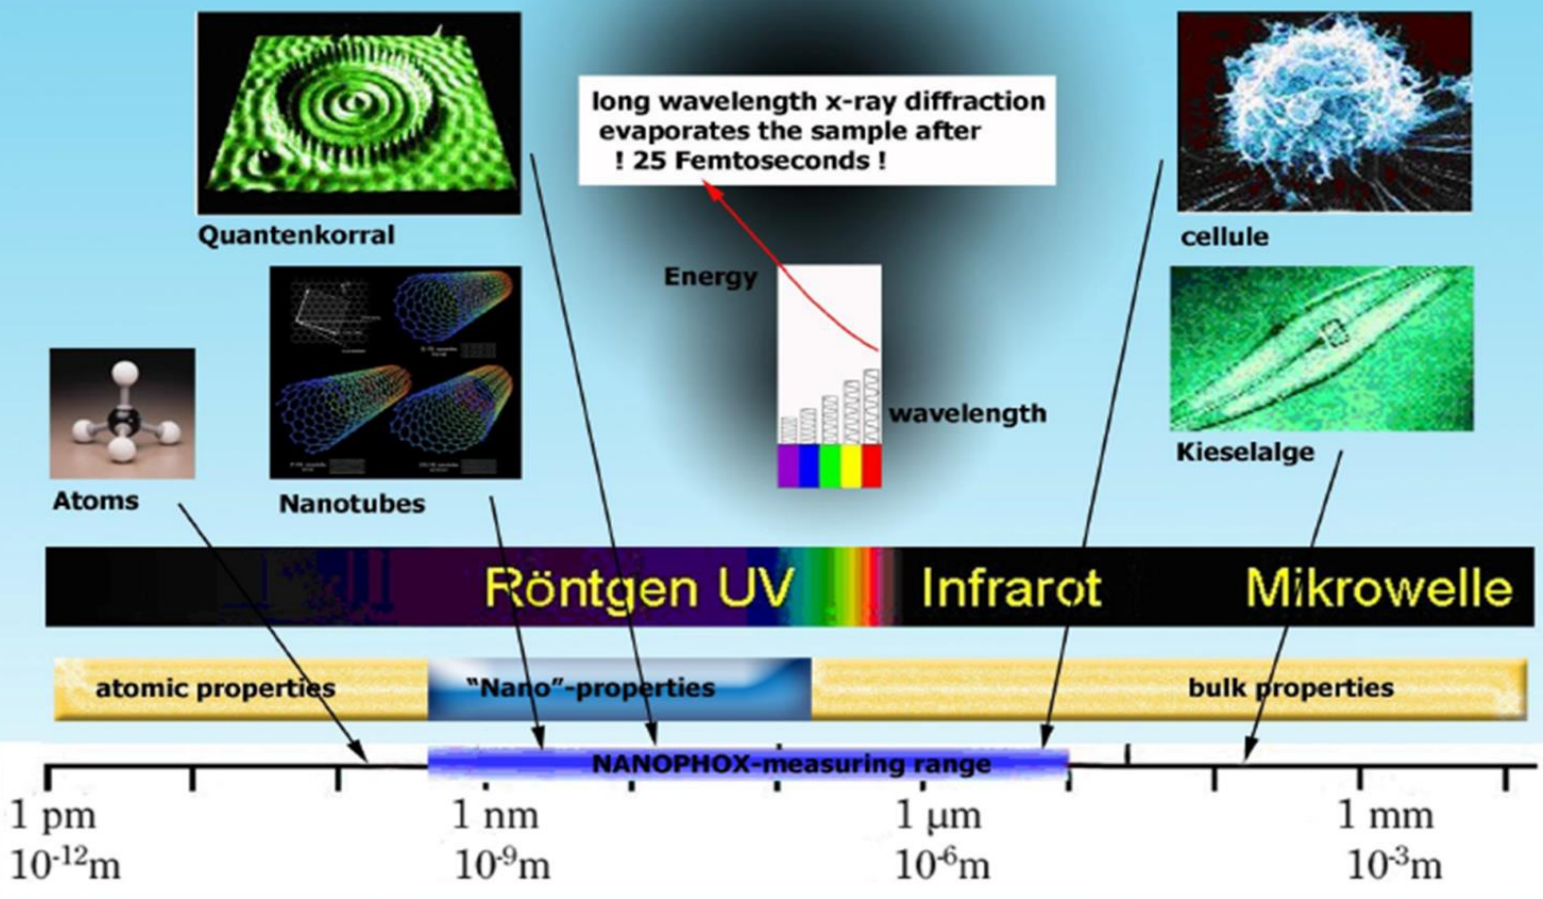 long wavelength x-ray diffraction
evaporates the sample after
! 25 Femtoseconds !
Quantenkorral
cellule
Energy
wavelength
Kieselalge
Atoms
Nanotubes
Röntgen UV Infrarot Mikrowelle
atomic properties "Nano"-properties bulk properties
NANOPHOX-measuring range
1 pm 1 nm 1 µm 1 mm
10-12m 10-9m 10-6m 10-3m